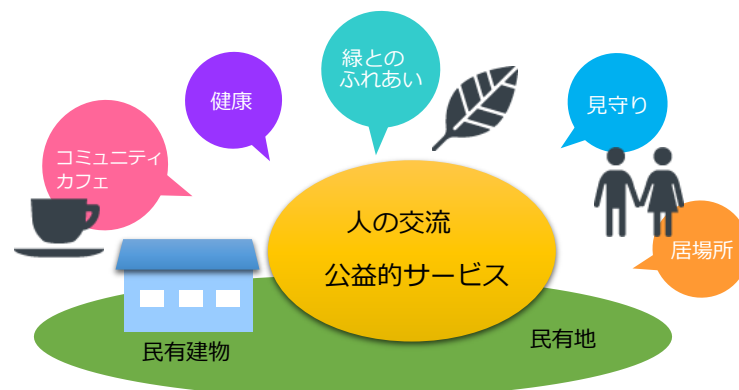 緑との
ふれあい
健康
見守り
コミュニティ
カフェ
人の交流
居場所
公益的サービス
民有地
民有建物